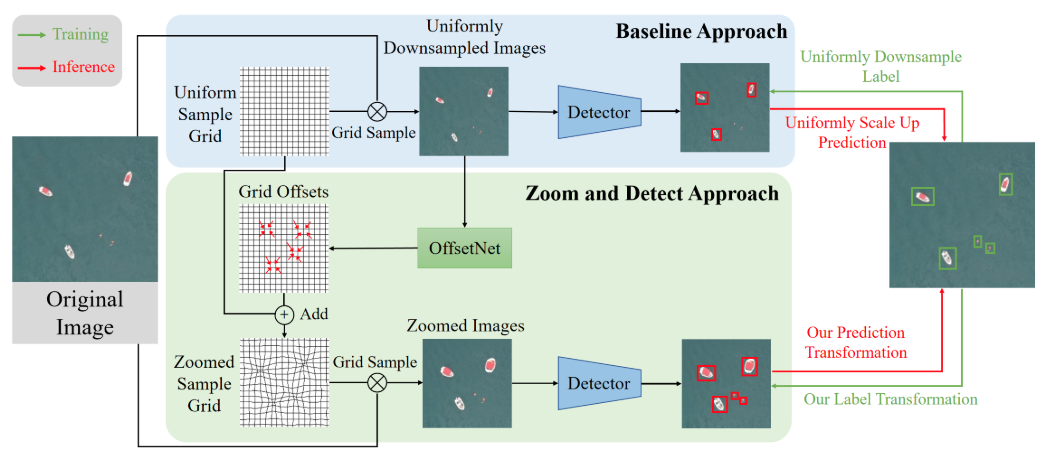 Training
Inference
Original
Image
Baseline Approach
Uniformly
Downsampled Images
Uniform
Sample
Grid
Grid Sample
Detector
Uniformly Downsample
Label
Uniformly Scale Up
Prediction
Zoom and Detect Approach
Grid Offsets
OffsetNet
+
Add
Zoomed
Sample
Grid
Grid Sample
Zoomed Images
Detector
Our Prediction
Transformation
Our Label Transformation